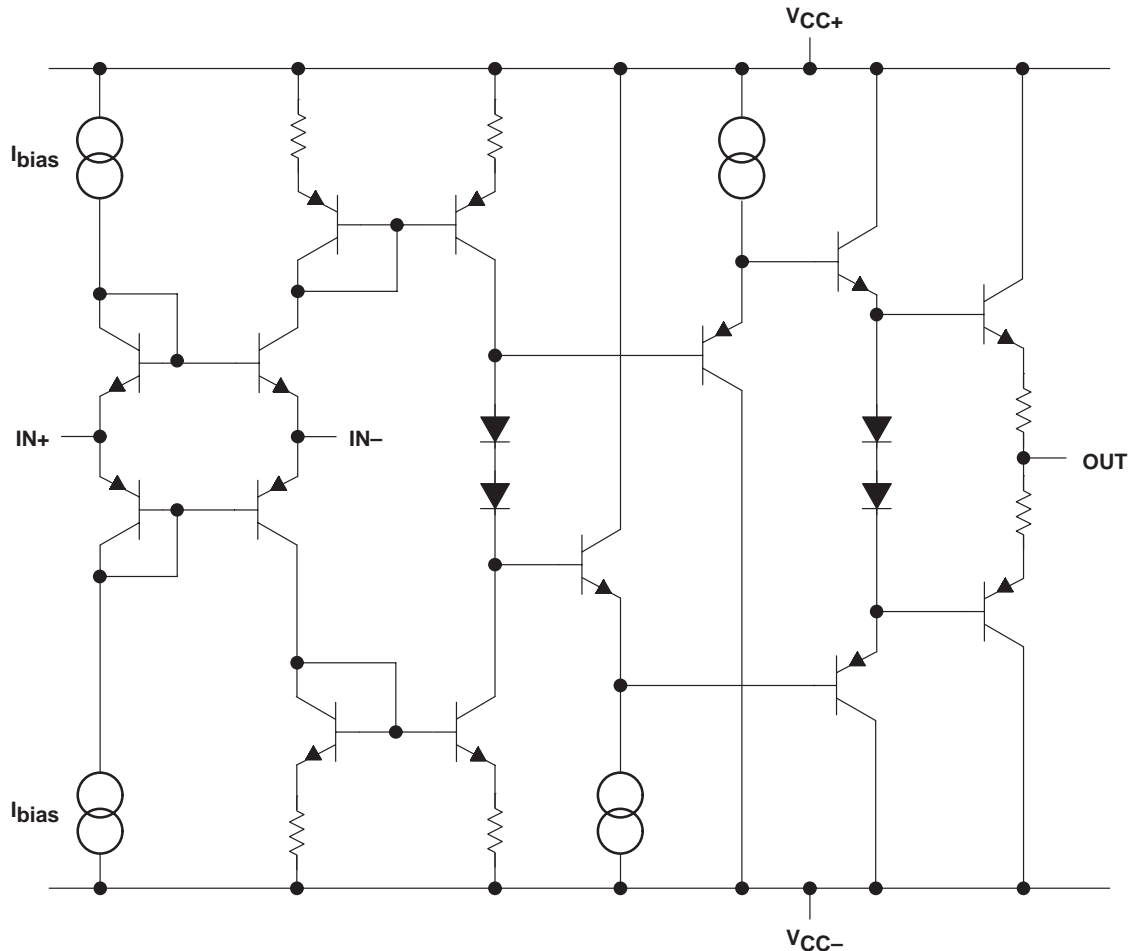 VCC+
Ibias
IN+
IN–
OUT
Ibias
VCC–